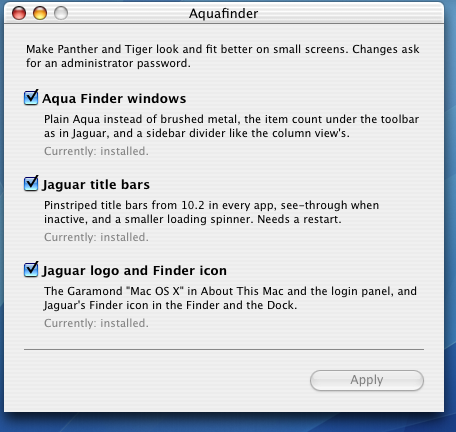 Aquafinder
Make Panther and Tiger look and fit better on small screens. Changes ask
for an administrator password.
Aqua Finder windows
Plain Aqua instead of brushed metal, the item count under the toolbar
as in Jaguar, and a sidebar divider like the column view's.
Currently: installed.
Jaguar title bars
Pinstriped title bars from 10.2 in every app, see-through when
inactive, and a smaller loading spinner. Needs a restart.
Currently: installed.
Jaguar logo and Finder icon
The Garamond "Mac OS X" in About This Mac and the login panel, and
Jaguar's Finder icon in the Finder and the Dock.
Currently: installed.
Apply